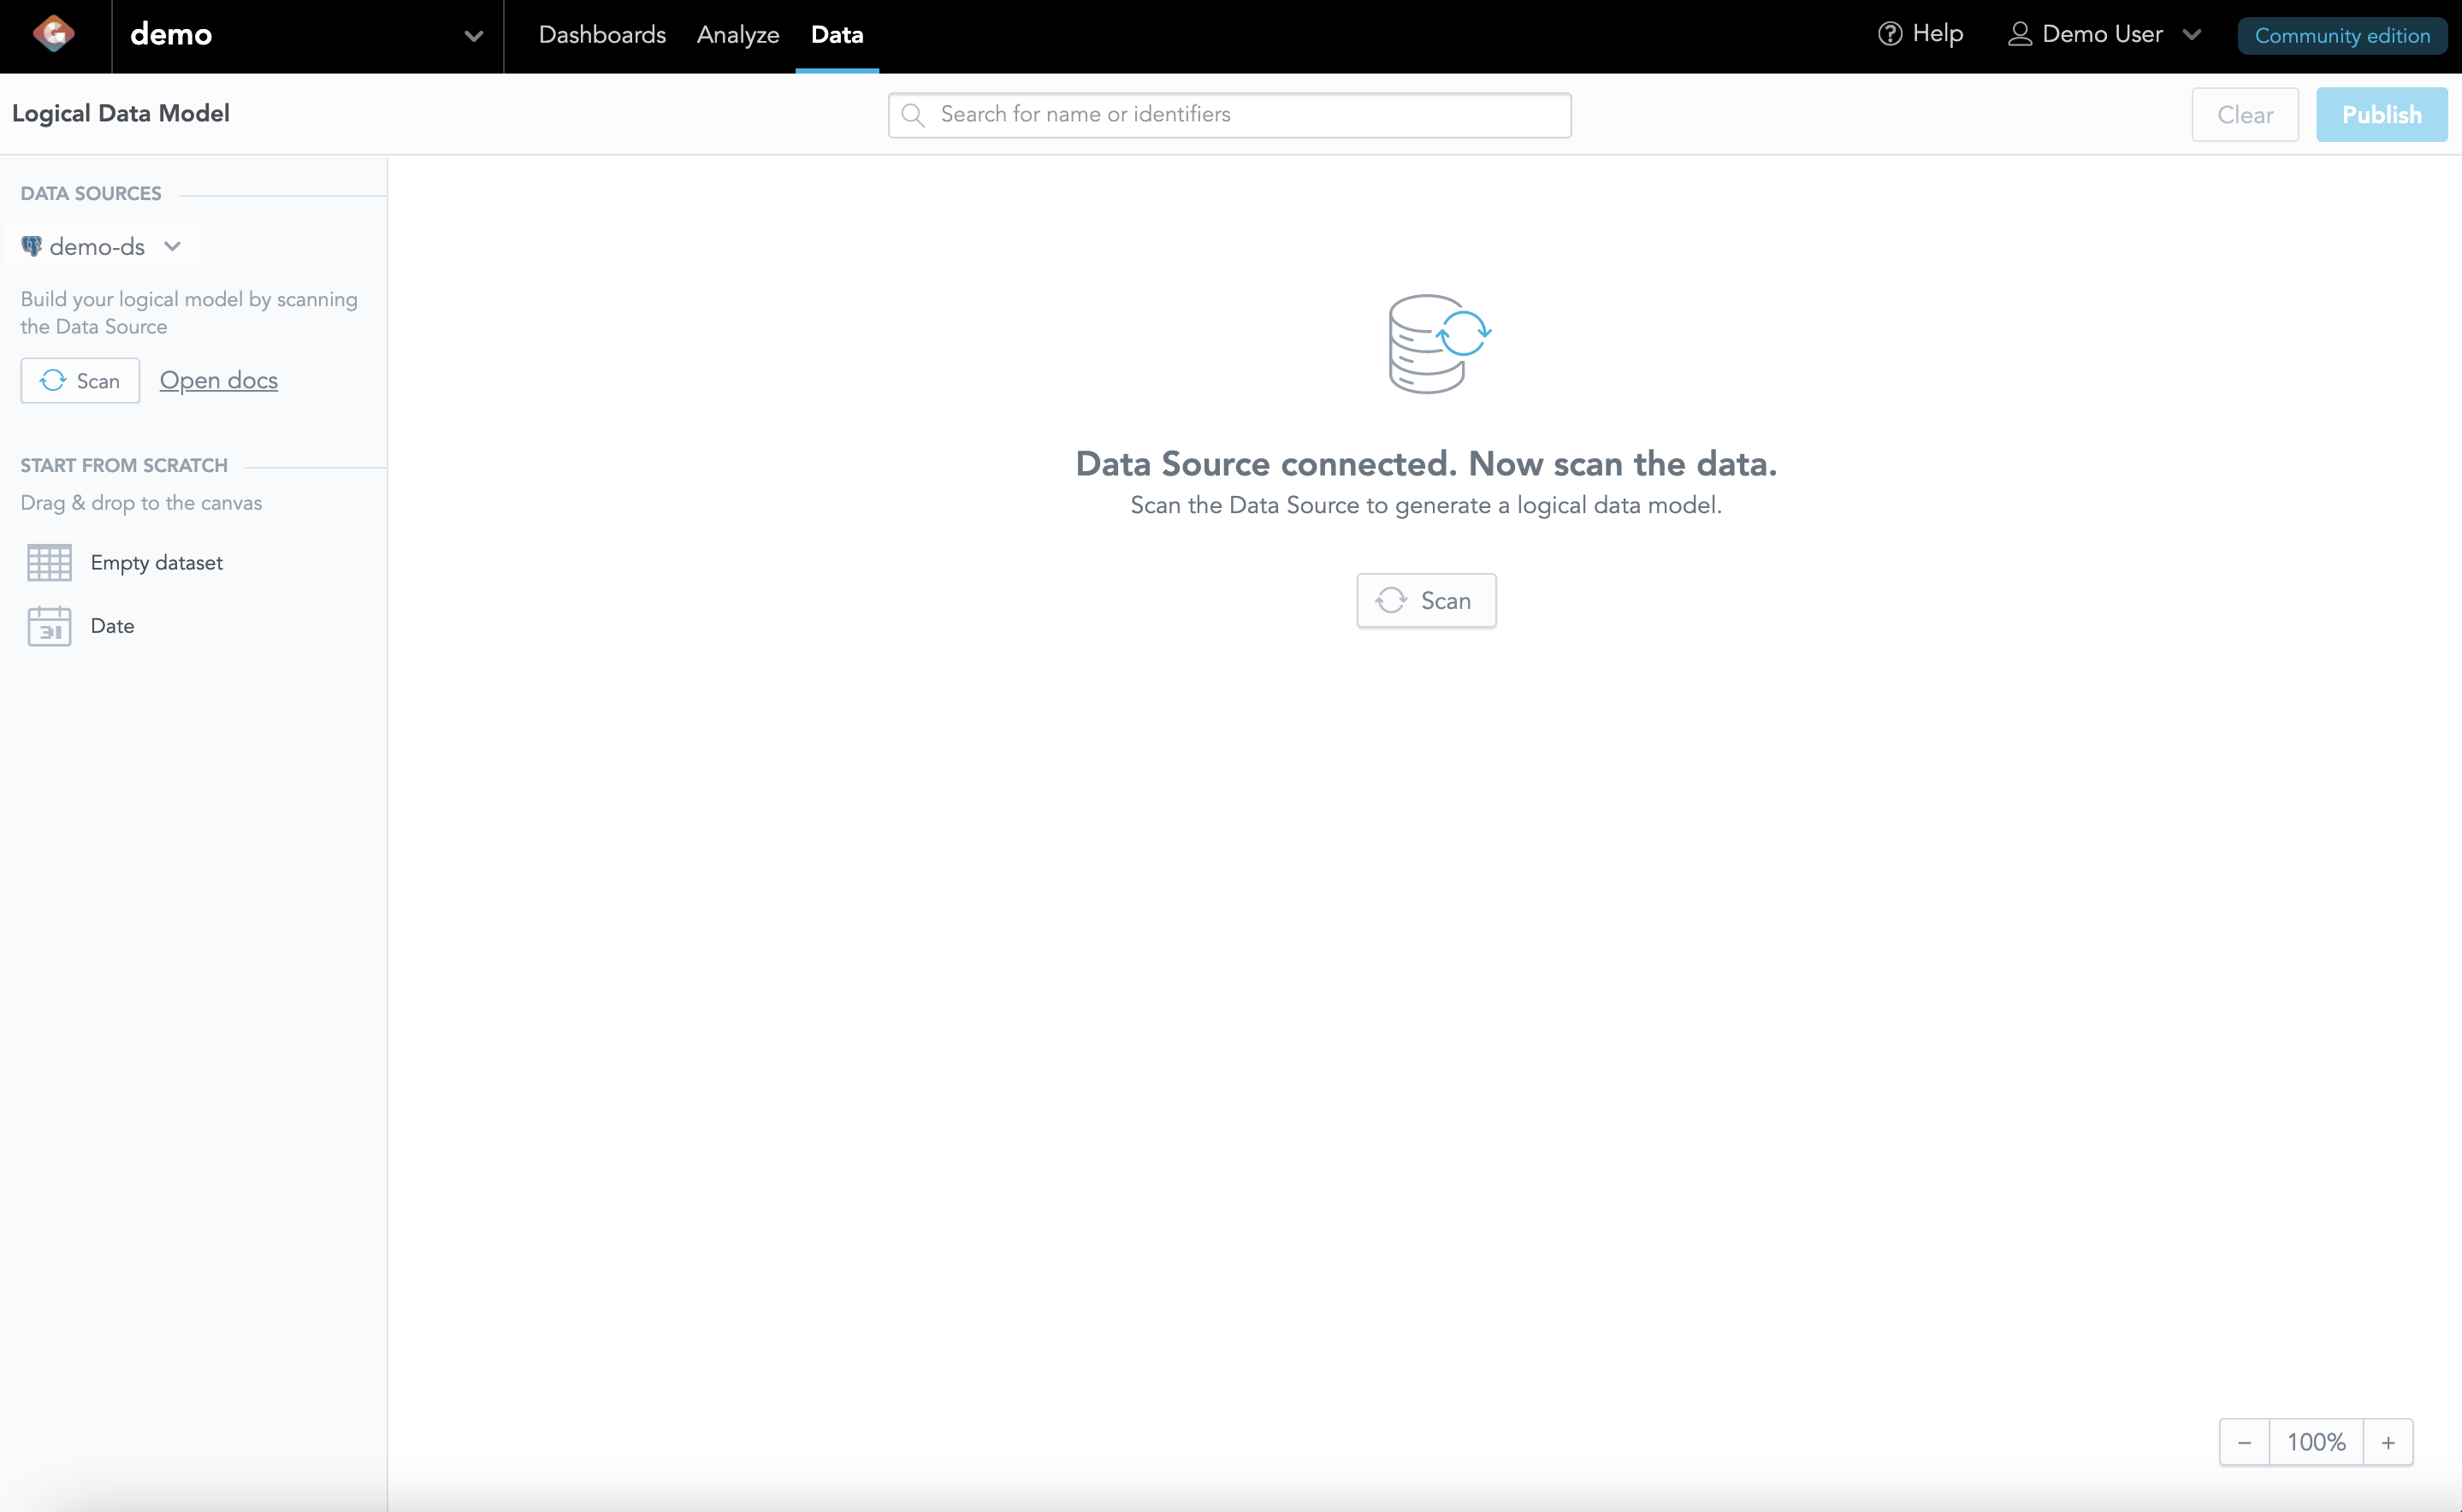 demo
Dashboards
Analyze
Data
Help
Demo User
Community edition
Logical Data Model
Search for name or identifiers
Clear
Publish
DATA SOURCES
demo-ds
Build your logical model by scanning
the Data Source
Scan
Open docs
START FROM SCRATCH
Drag & drop to the canvas
Empty dataset
31
Date
Data Source connected. Now scan the data.
Scan the Data Source to generate a logical data model.
Scan
− 100% +